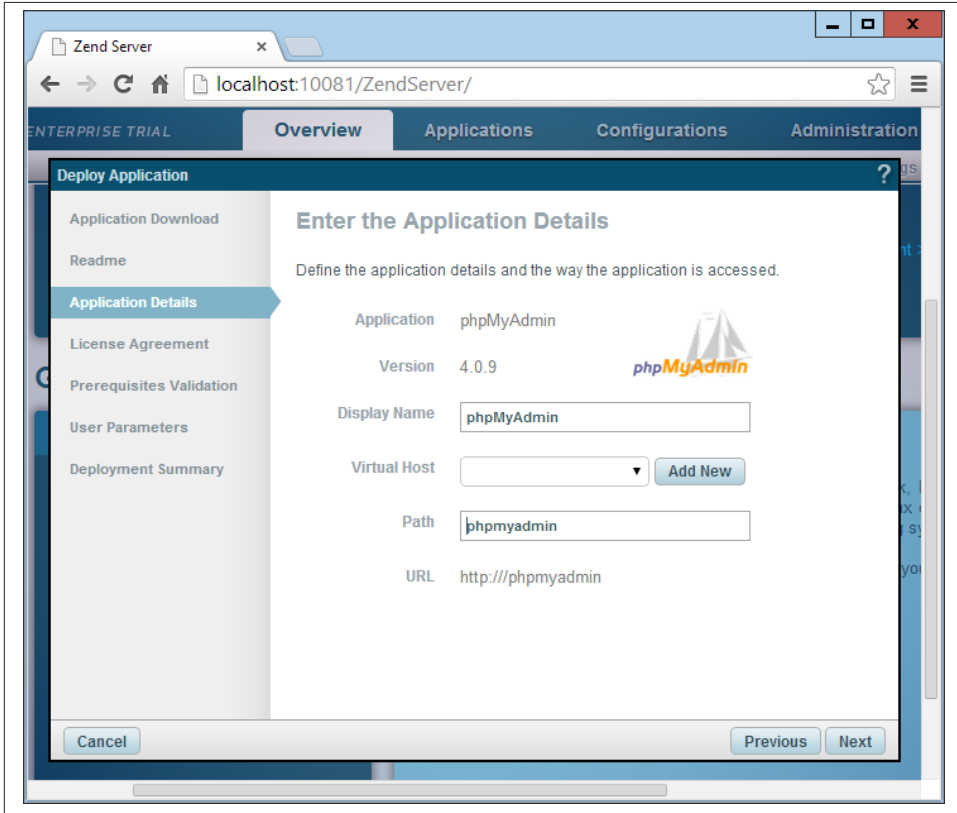 Zend Server
localhost:10081/ZendServer/
ENTERPRISE TRIAL
Overview
Applications
Configurations
Administration
Deploy Application
?
Application Download
Readme
Application Details
License Agreement
Prerequisites Validation
User Parameters
Deployment Summary
Enter the Application Details
Define the application details and the way the application is accessed.
Application phpMyAdmin
phpMyAdmin
Version 4.0.9
Display Name phpMyAdmin
Virtual Host Add New
Path phpmyadmin
URL http:///phpmyadmin
Cancel
Previous
Next